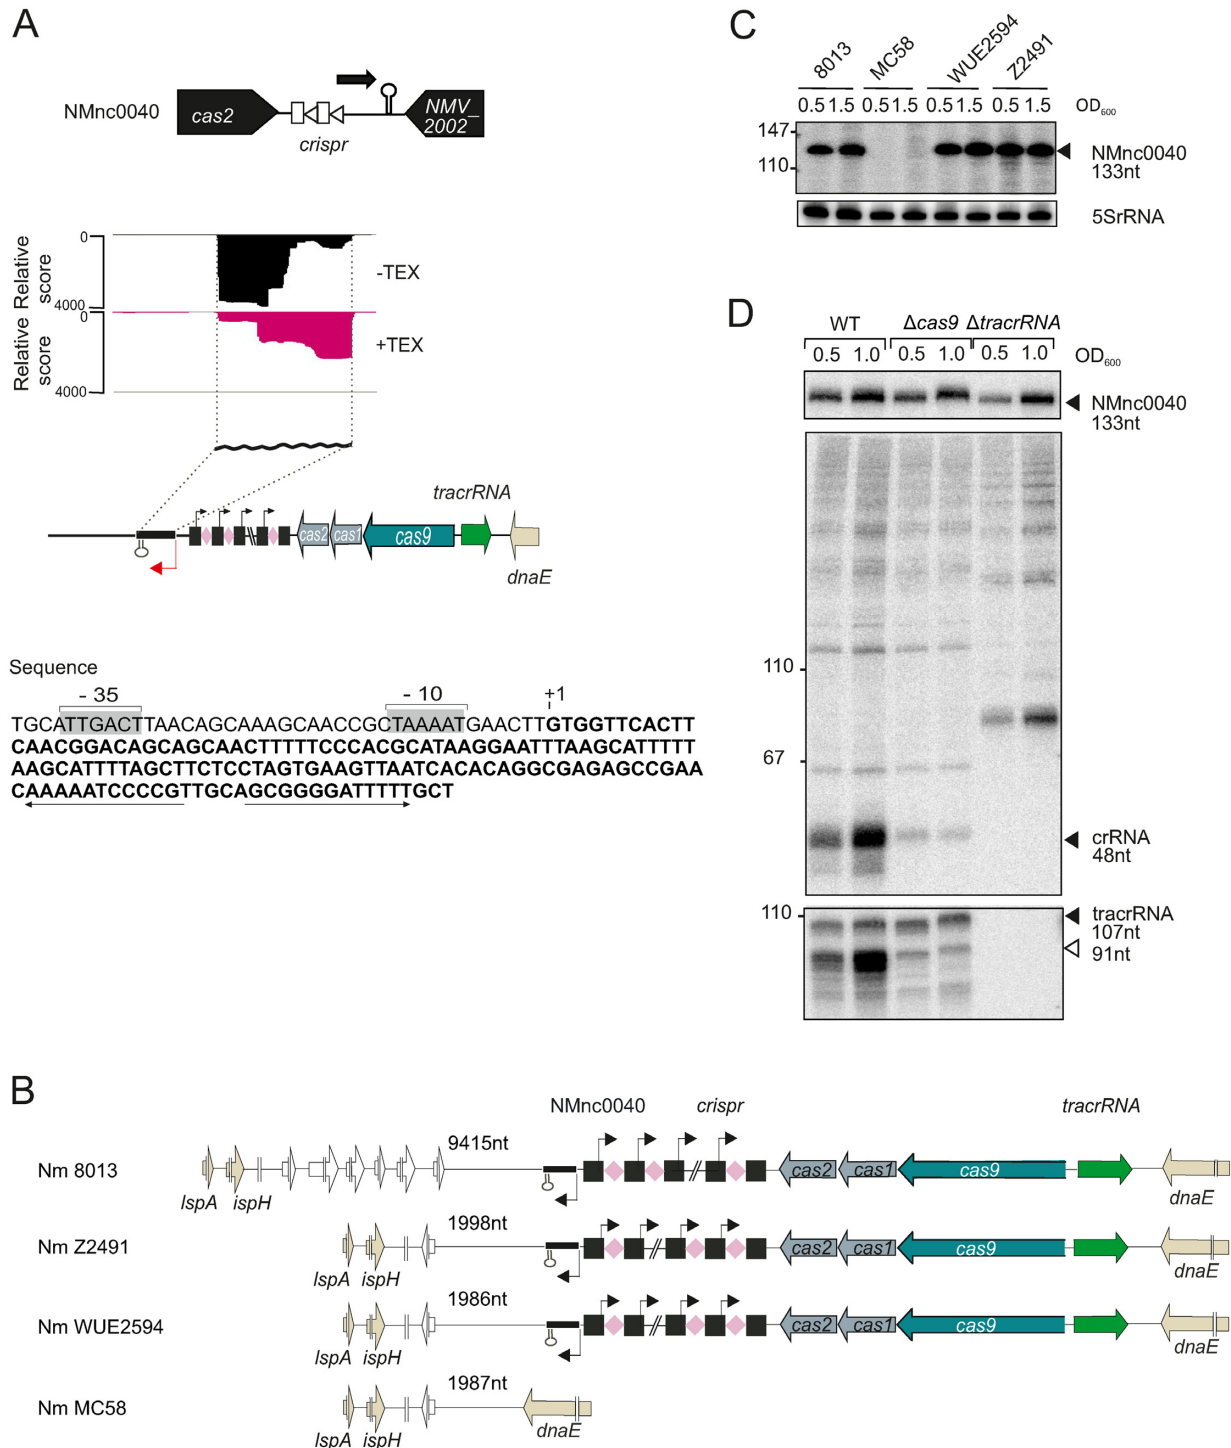 A
NMnc0040
cas2
crispr
NMV_
2002
Relative
score
0
4000
-TEX
Relative
score
0
4000
+TEX
tracrRNA
cas2
cas1
cas9
dnaE
Sequence
- 35
- 10
+1
TGCATTGACTTAACAGCAAAGCAACCGCTAAAATGAACTTGTGGTTCACTT
CAACGGACAGCAGCAACTTTTTCCCACGCATAAGGAATTTAAGCATTTTT
AAGCATTTTAGCTTCTCCTAGTGAAGTTAATCACACAGGCGAGAGCCGAA
CAAAAATCCCCGTTGCAGCGGGGATTTTTGCT
C
8013
MC58
WUE2594
Z2491
0.5 1.5 0.5 1.5 0.5 1.5 0.5 1.5 OD600
147
110
NMnc0040
133nt
5SrRNA
D
WT Δcas9 ΔtracrRNA
0.5 1.0 0.5 1.0 0.5 1.0 OD600
NMnc0040
133nt
110
67
crRNA
48nt
110
tracrRNA
107nt
91nt
B
NMnc0040 crispr tracrRNA
Nm 8013
9415nt
lspA ispH
cas2 cas1 cas9
dnaE
Nm Z2491
1998nt
lspA ispH
cas2 cas1 cas9
dnaE
Nm WUE2594
1986nt
lspA ispH
cas2 cas1 cas9
dnaE
Nm MC58
1987nt
lspA ispH
dnaE